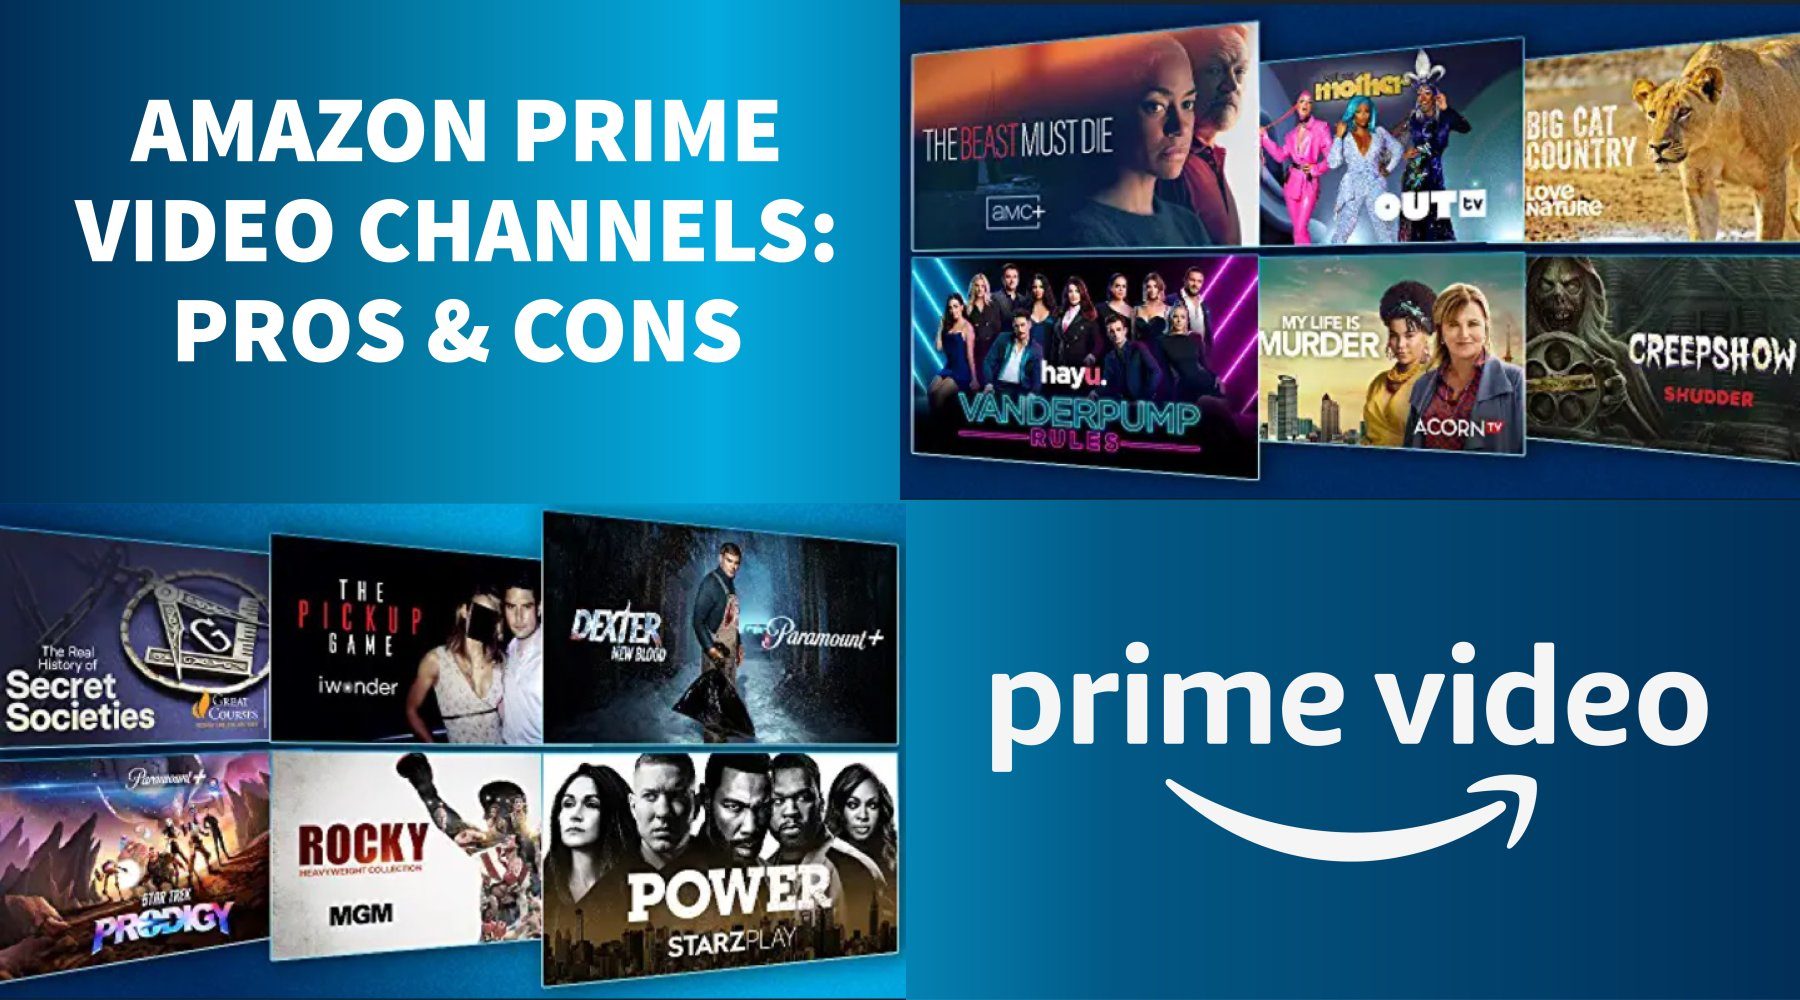 AMAZON PRIME
VIDEO CHANNELS:
PROS & CONS
THE BEAST MUST DIE
amc+
mother
OUTtv
BIG CAT
COUNTRY
LOVE
NATURE
hayu.
VANDERPUMP
RULES
MY LIFE IS
MURDER
ACORN TV
CREEPSHOW
SHUDDER
G
The Real
History of
Secret
Societies
GREAT
COURSES
THE
PICKUP
GAME
iwonder
DEXTER
NEW BLOOD
Paramount+
Paramount+
STAR TREK
PRODIGY
ROCKY
HEAVYWEIGHT COLLECTION
MGM
POWER
STARZPLAY
prime video